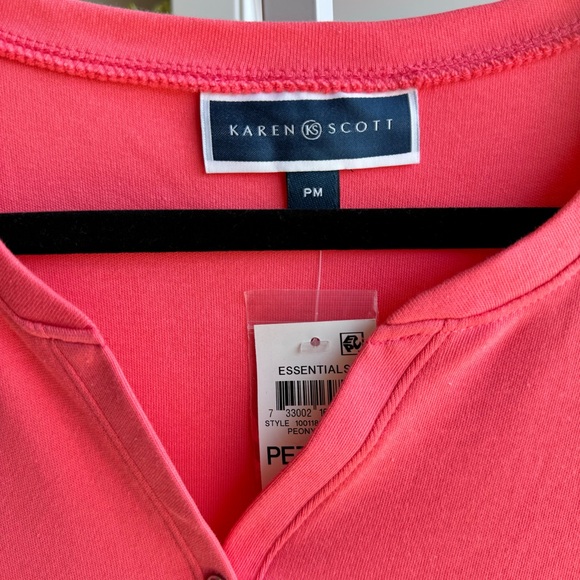 KAREN KS SCOTT
PM
ESSENTIALS
7 33002
STYLE
PEONY